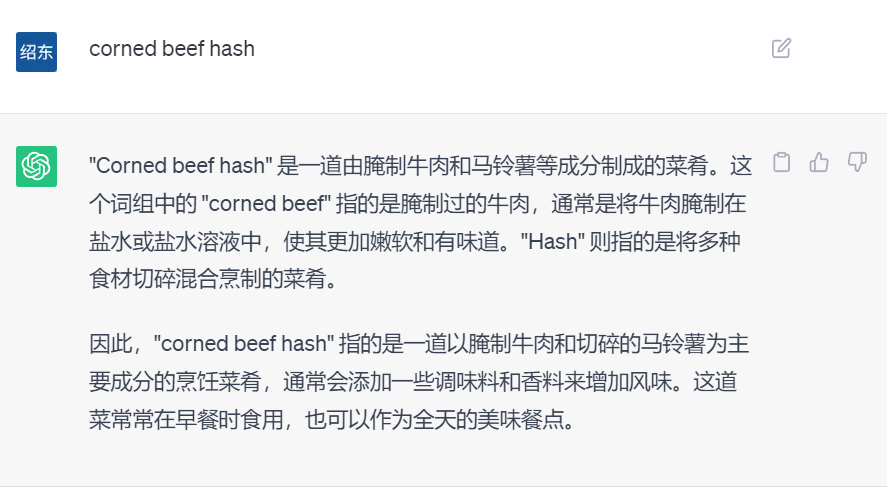 绍东
corned beef hash
"Corned beef hash" 是一道由腌制牛肉和马铃薯等成分制成的菜肴。这
个词组中的 "corned beef" 指的是腌制过的牛肉，通常是将牛肉腌制在
盐水或盐水溶液中，使其更加嫩软和有味道。"Hash" 则指的是将多种
食材切碎混合烹制的菜肴。
因此，"corned beef hash" 指的是一道以腌制牛肉和切碎的马铃薯为主
要成分的烹饪菜肴，通常会添加一些调味料和香料来增加风味。这道
菜常常在早餐时食用，也可以作为全天的美味餐点。